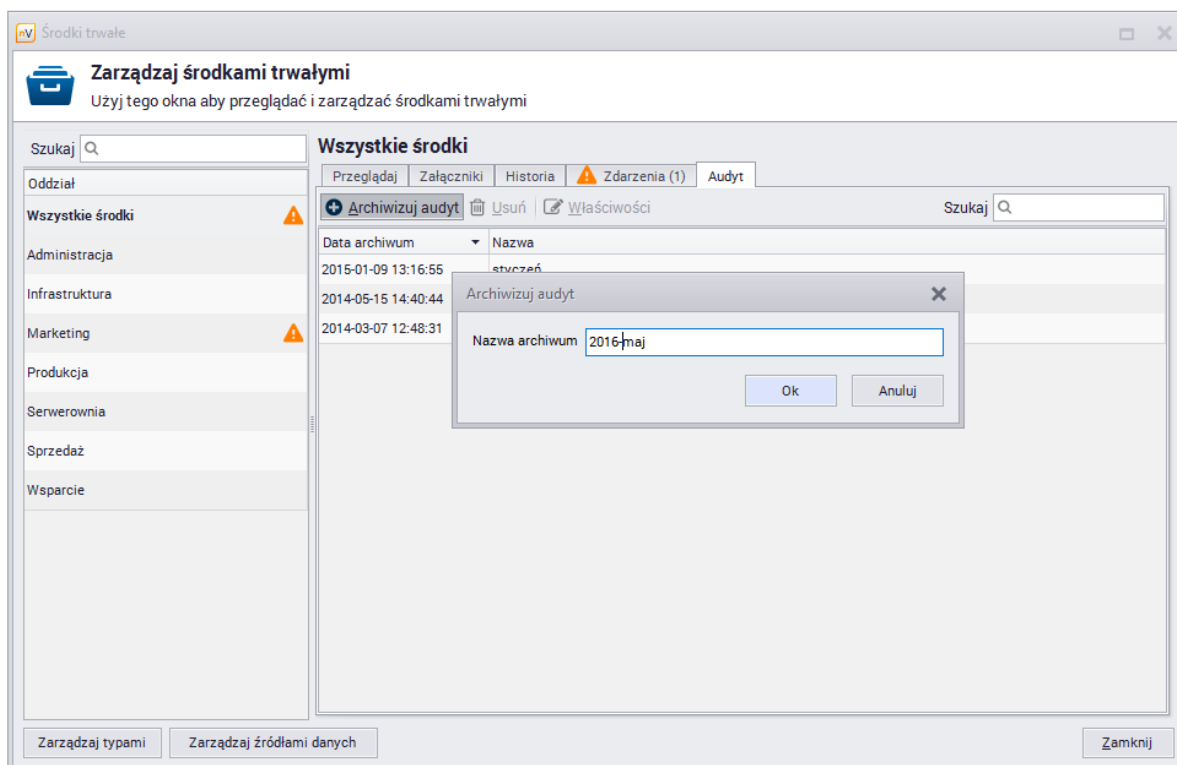 nV Środki trwałe
Zarządzaj środkami trwałymi
Użyj tego okna aby przeglądać i zarządzać środkami trwałymi
Szukaj
Oddział
Wszystkie środki
Administracja
Infrastruktura
Marketing
Produkcja
Serwerownia
Sprzedaż
Wsparcie
Wszystkie środki
Przeglądaj Załączniki Historia Zdarzenia (1) Audyt
Archiwizuj audyt Usuń Właściwości Szukaj
Data archiwum Nazwa
2015-01-09 13:16:55 styczeń
2014-05-15 14:40:44
2014-03-07 12:48:31
Archiwizuj audyt
Nazwa archiwum 2016-maj
Ok Anuluj
Zarządzaj typami Zarządzaj źródłami danych Zamknij